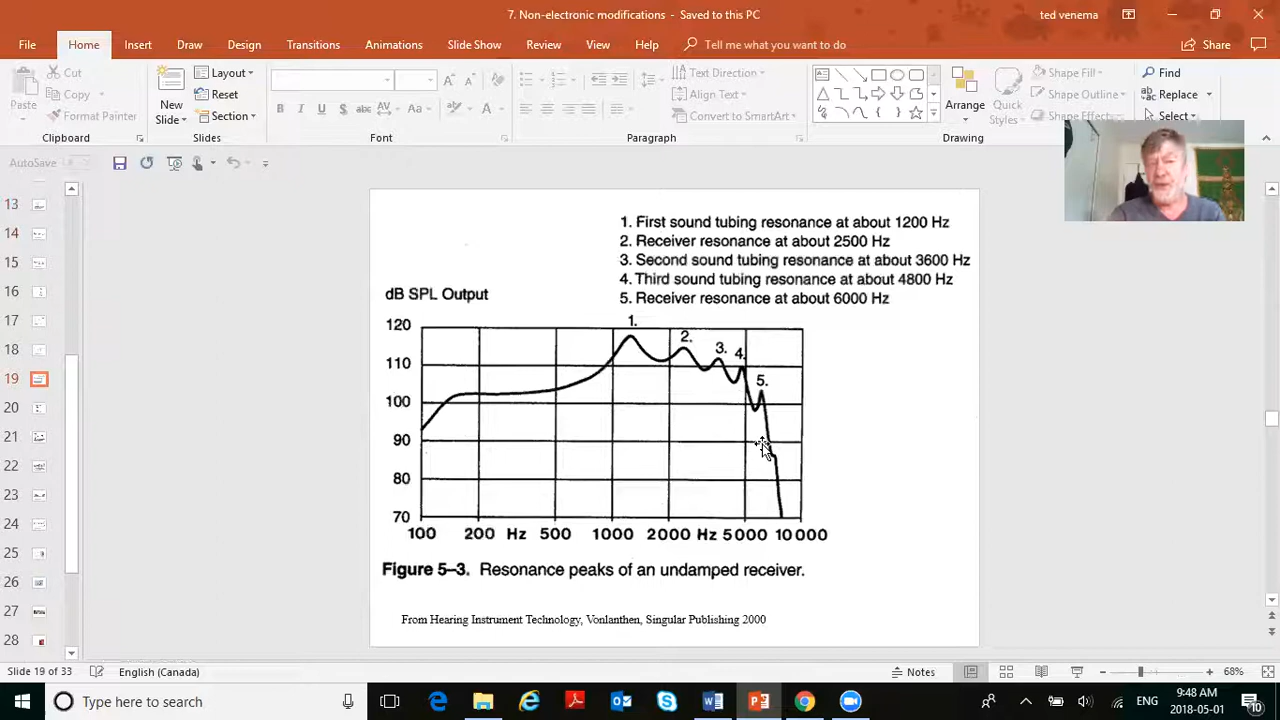 7. Non-electronic modifications - Saved to this PC
ted venema
File Home Insert Draw Design Transitions Animations Slide Show Review View Help Tell me what you want to do Share
Cut
Copy
Format Painter
Paste
Clipboard
New Slide
Layout
Reset
Section
Slides
B I U S abc AV Aa A
Font
Paragraph
Text Direction
Align Text
Convert to SmartArt
Arrange
Quick Styles
Shape Fill
Shape Outline
Shape Effects
Drawing
Find
Replace
Select
AutoSave
13
14
15
16
17
18
19
20
21
22
23
24
25
26
27
28
1. First sound tubing resonance at about 1200 Hz
2. Receiver resonance at about 2500 Hz
3. Second sound tubing resonance at about 3600 Hz
4. Third sound tubing resonance at about 4800 Hz
5. Receiver resonance at about 6000 Hz
dB SPL Output
120
110
100
90
80
70
1.
2.
3.
4.
5.
100 200 Hz 500 1000 2000 Hz 5000 10000
Figure 5–3. Resonance peaks of an undamped receiver.
From Hearing Instrument Technology, Vonlanthen, Singular Publishing 2000
Slide 19 of 33 English (Canada) Notes 68%
Type here to search
ENG
9:48 AM
2018-05-01
10